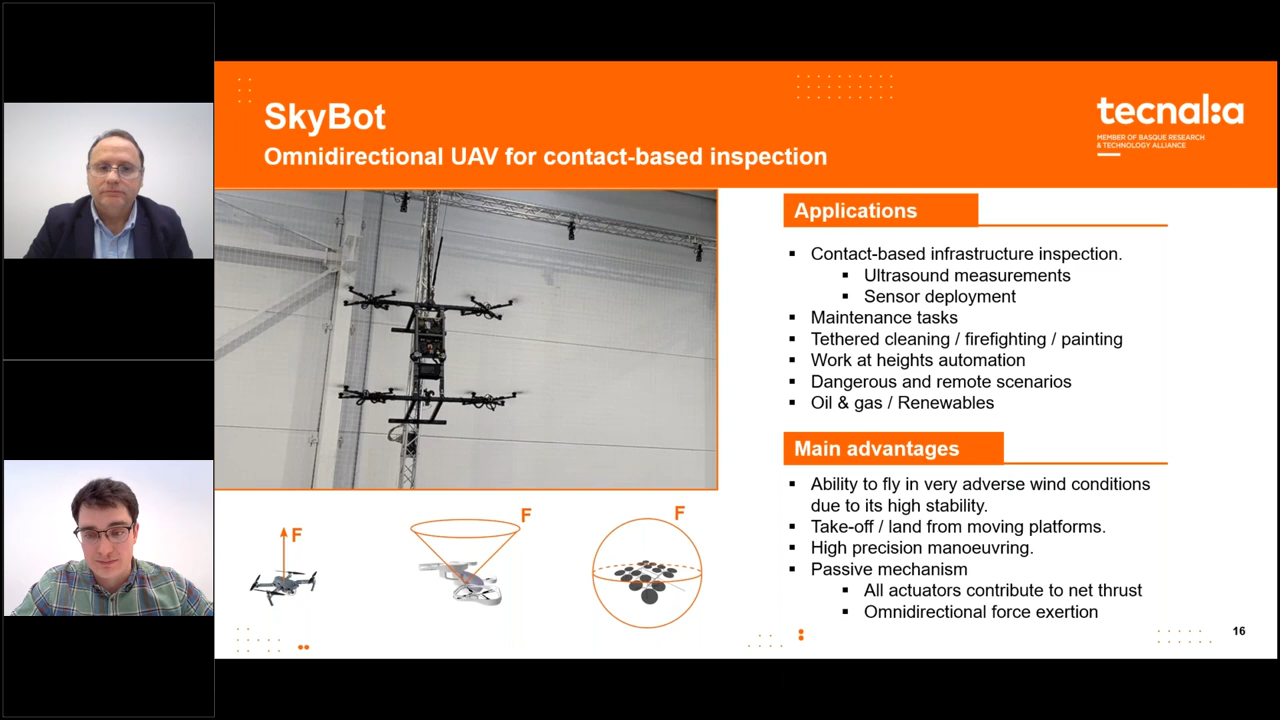 SkyBot
Omnidirectional UAV for contact-based inspection
tecnal:a
MEMBER OF BASQUE RESEARCH
& TECHNOLOGY ALLIANCE
Applications
▪ Contact-based infrastructure inspection.
▪ Ultrasound measurements
▪ Sensor deployment
▪ Maintenance tasks
▪ Tethered cleaning / firefighting / painting
▪ Work at heights automation
▪ Dangerous and remote scenarios
▪ Oil & gas / Renewables
Main advantages
▪ Ability to fly in very adverse wind conditions
due to its high stability.
▪ Take-off / land from moving platforms.
▪ High precision manoeuvring.
▪ Passive mechanism
▪ All actuators contribute to net thrust
▪ Omnidirectional force exertion
F
F
F
16